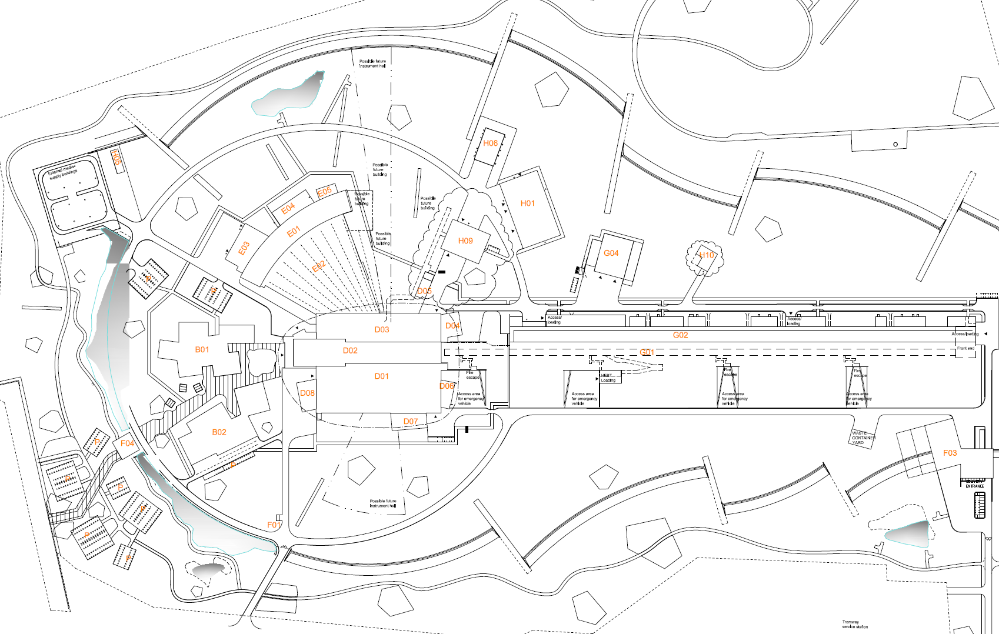 Possible future
Instrument hall
H06
H05
External media+
supply buildings
Possible
future
building
E05
Possible
future
building
Possible
future
building
H01
E04
E01
Possible
future
building
H09
E03
G04
H10
E02
P
P
D05
Access/
loading
Access/
loading
D03
D04
G02
Access/loading
B01
D02
G01
Front end
D01
Fire
escape
HEBT
Loading
Fire
escape
Fire
escape
D08
D06
Access area
for emergency
vehicle
Access area
for emergency
vehicle
Access area
for emergency
vehicle
Access area
for emergency
vehicle
D07
B02
WASTE
CONTAINER
YARD
P
F04
F03
P
P
P
DELIVERY
ENTRANCE
Possible future
Instrument hall
P
F01
P
P
Tramway
service station